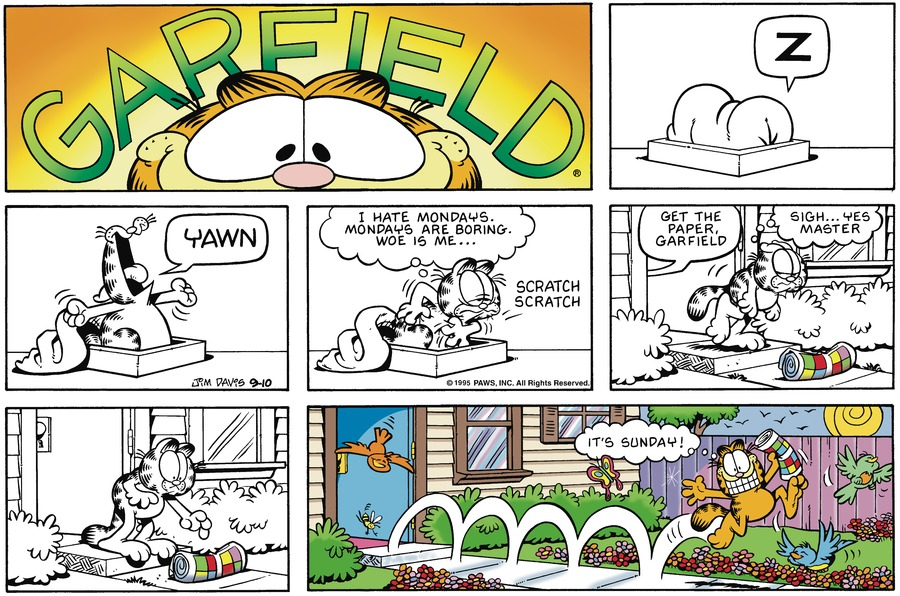 GARFIELD
®
Z
YAWN
JIM DAVIS 9-10
I HATE MONDAYS.
MONDAYS ARE BORING.
WOE IS ME...
SCRATCH
SCRATCH
© 1995 PAWS, INC. All Rights Reserved.
GET THE
PAPER,
GARFIELD
SIGH... YES
MASTER
IT'S SUNDAY!